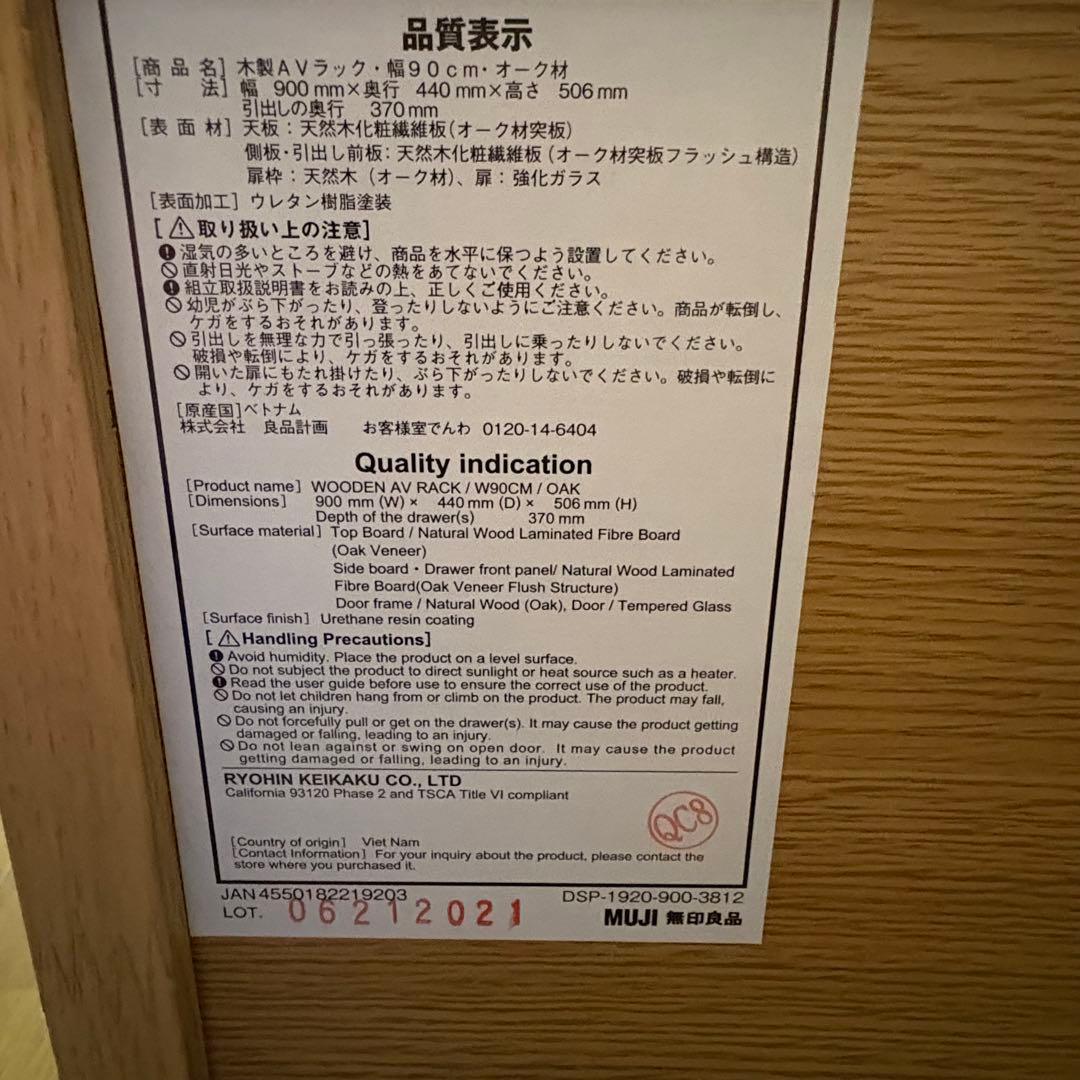 品質表示
[商品名] 木製AVラック・幅90cm・オーク材
[寸 法] 幅 900mm×奥行 440mm×高さ 506mm
引出しの奥行 370mm
[表面材] 天板：天然木化粧繊維板(オーク材突板)
側板・引出し前板：天然木化粧繊維板(オーク材突板フラッシュ構造)
扉枠：天然木(オーク材)、扉：強化ガラス
[表面加工] ウレタン樹脂塗装
[⚠取り扱い上の注意]
湿気の多いところを避け、商品を水平に保つよう設置してください。
直射日光やストーブなどの熱をあてないでください。
組立取扱説明書をお読みの上、正しくご使用ください。
幼児がぶら下がったり、登ったりしないようにご注意ください。商品が転倒し、
ケガをするおそれがあります。
引出しを無理な力で引っ張ったり、引出しに乗ったりしないでください。
破損や転倒により、ケガをするおそれがあります。
開いた扉にもたれ掛けたり、ぶら下がったりしないでください。破損や転倒に
より、ケガをするおそれがあります。
[原産国]ベトナム
株式会社 良品計画 お客様室でんわ 0120-14-6404
Quality indication
[Product name] WOODEN AV RACK / W90CM / OAK
[Dimensions] 900 mm (W) × 440 mm (D) × 506 mm (H)
Depth of the drawer(s) 370 mm
[Surface material] Top Board / Natural Wood Laminated Fibre Board
(Oak Veneer)
Side board・Drawer front panel/ Natural Wood Laminated
Fibre Board(Oak Veneer Flush Structure)
Door frame / Natural Wood (Oak), Door / Tempered Glass
[Surface finish] Urethane resin coating
[⚠Handling Precautions]
Avoid humidity. Place the product on a level surface.
Do not subject the product to direct sunlight or heat source such as a heater.
Read the user guide before use to ensure the correct use of the product.
Do not let children hang from or climb on the product. The product may fall,
causing an injury.
Do not forcefully pull or get on the drawer(s). It may cause the product getting
damaged or falling, leading to an injury.
Do not lean against or swing on open door. It may cause the product
getting damaged or falling, leading to an injury.
RYOHIN KEIKAKU CO., LTD
California 93120 Phase 2 and TSCA Title VI compliant
QC8
[Country of origin] Viet Nam
[Contact Information] For your inquiry about the product, please contact the
store where you purchased it.
JAN 4550182219203 DSP-1920-900-3812
LOT. 06212021 MUJI 無印良品